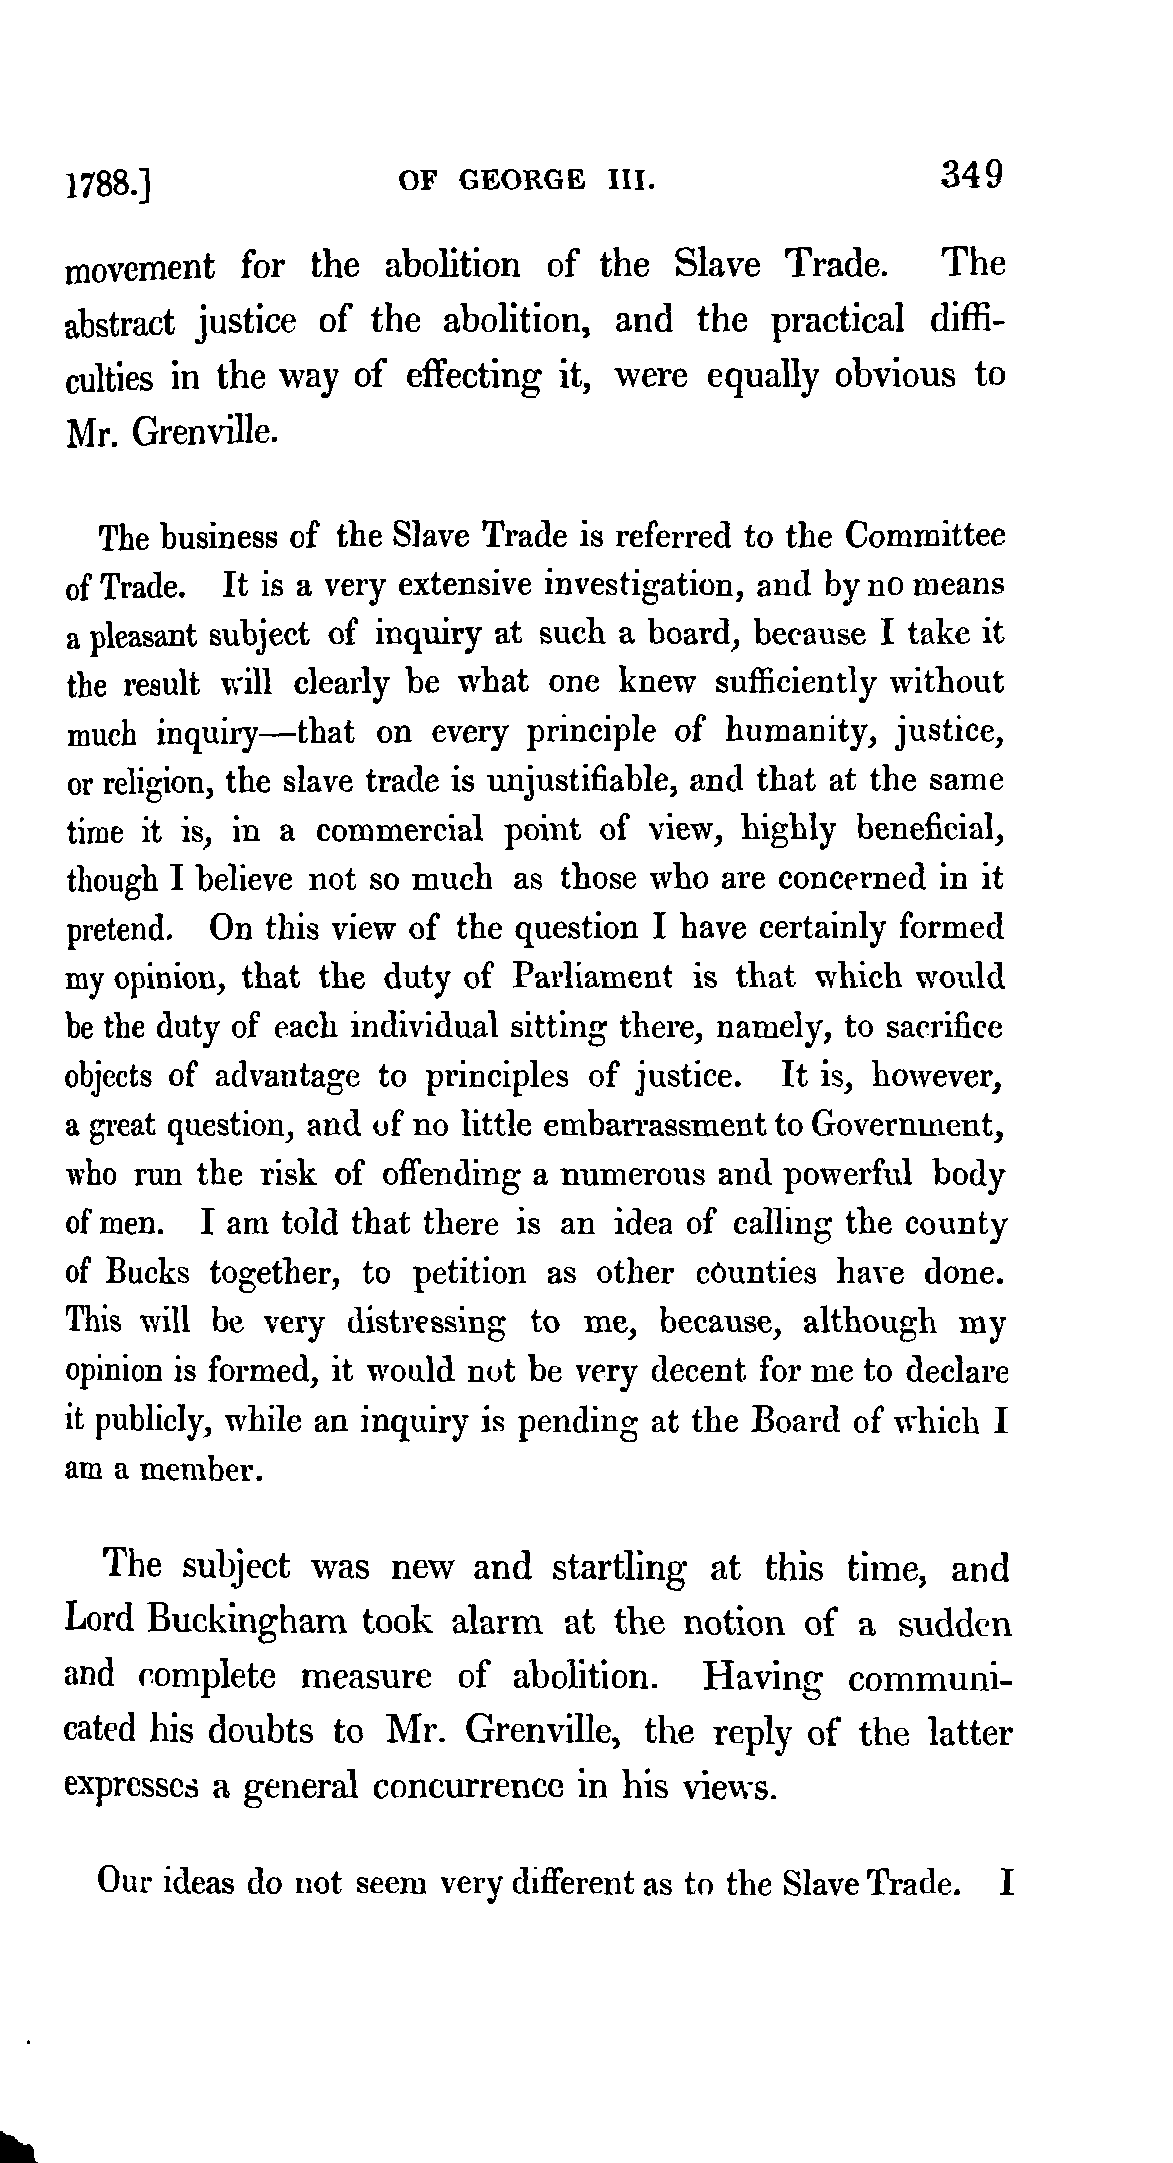 1788.] OF GEORGE III. 349
movement for the abolition of the Slave Trade. The
abstract justice of the abolition, and the practical diffi-
culties in the way of effecting it, were equally obvious to
Mr. Grenville.
The business of the Slave Trade is referred to the Committee
of Trade. It is a very extensive investigation, and by no means
a pleasant subject of inquiry at such a board, because I take it
the result will clearly be what one knew sufficiently without
much inquiry—that on every principle of humanity, justice,
or religion, the slave trade is unjustifiable, and that at the same
time it is, in a commercial point of view, highly beneficial,
though I believe not so much as those who are concerned in it
pretend. On this view of the question I have certainly formed
my opinion, that the duty of Parliament is that which would
be the duty of each individual sitting there, namely, to sacrifice
objects of advantage to principles of justice. It is, however,
a great question, and of no little embarrassment to Government,
who run the risk of offending a numerous and powerful body
of men. I am told that there is an idea of calling the county
of Bucks together, to petition as other counties have done.
This will be very distressing to me, because, although my
opinion is formed, it would not be very decent for me to declare
it publicly, while an inquiry is pending at the Board of which I
am a member.
The subject was new and startling at this time, and
Lord Buckingham took alarm at the notion of a sudden
and complete measure of abolition. Having communi-
cated his doubts to Mr. Grenville, the reply of the latter
expresses a general concurrence in his views.
Our ideas do not seem very different as to the Slave Trade. I